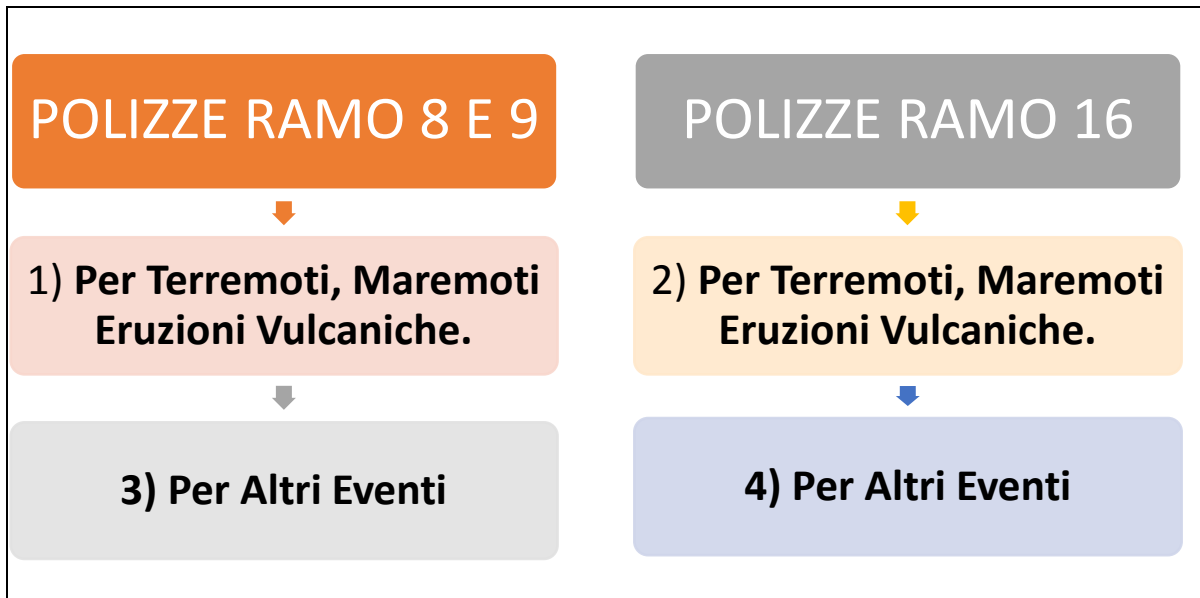 POLIZZE RAMO 8 E 9
1) Per Terremoti, Maremoti
Eruzioni Vulcaniche.
3) Per Altri Eventi
POLIZZE RAMO 16
2) Per Terremoti, Maremoti
Eruzioni Vulcaniche.
4) Per Altri Eventi